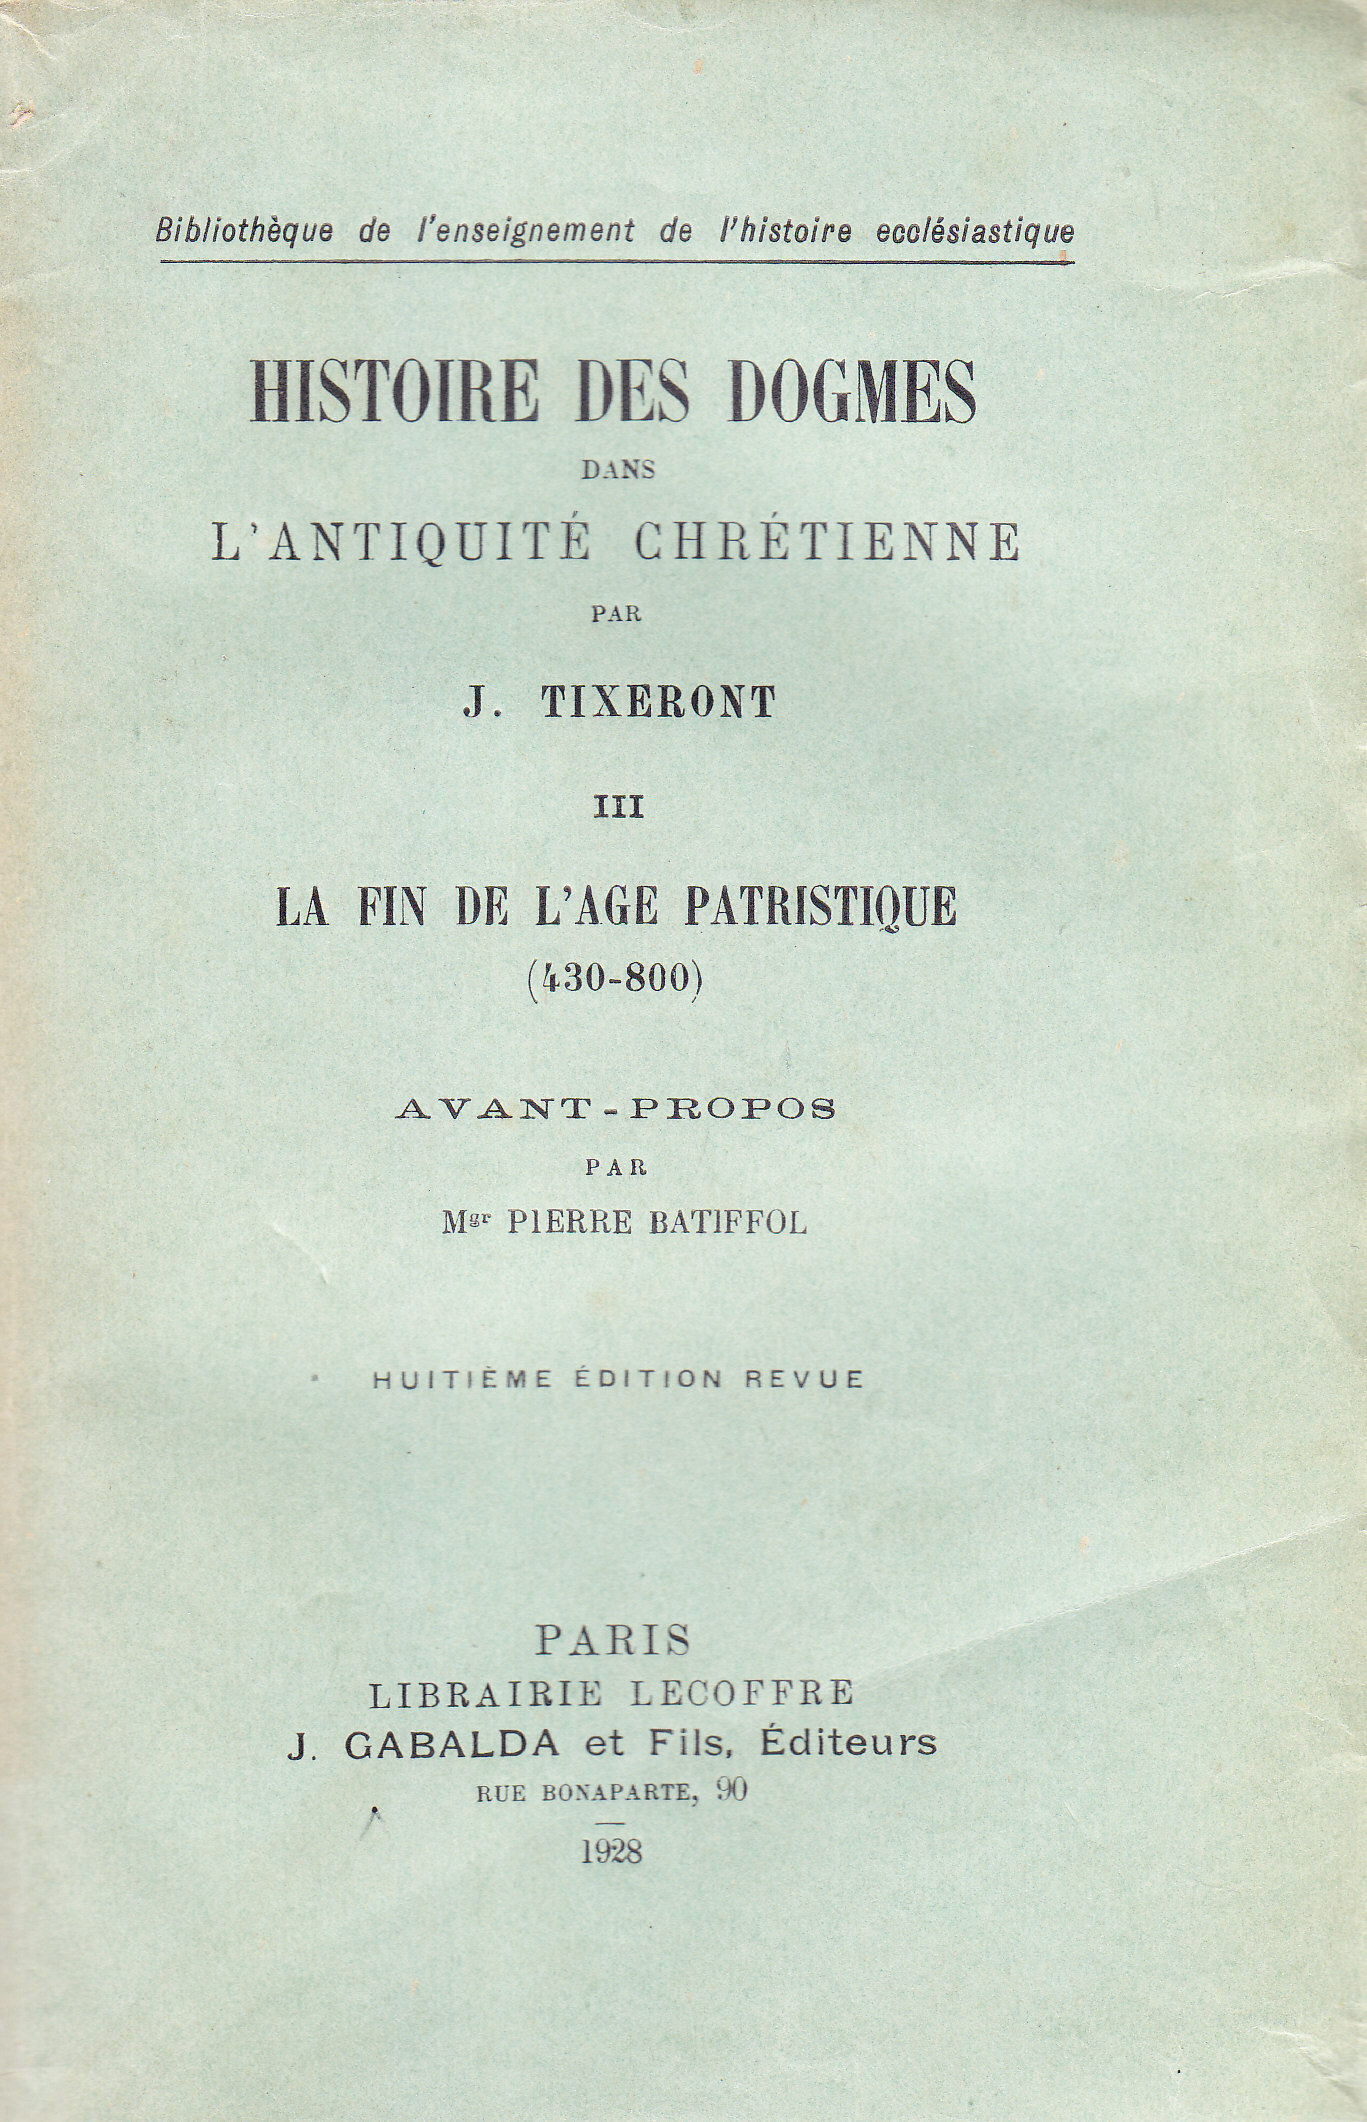 Bibliothèque de l'enseignement de l'histoire ecclésiastique
HISTOIRE DES DOGMES
DANS
L'ANTIQUITÉ CHRÉTIENNE
PAR
J. TIXERONT
III
LA FIN DE L'AGE PATRISTIQUE
(430-800)
AVANT-PROPOS
PAR
Mgr PIERRE BATIFFOL
HUITIÈME ÉDITION REVUE
PARIS
LIBRAIRIE LECOFFRE
J. GABALDA et Fils, Éditeurs
RUE BONAPARTE, 90
1928